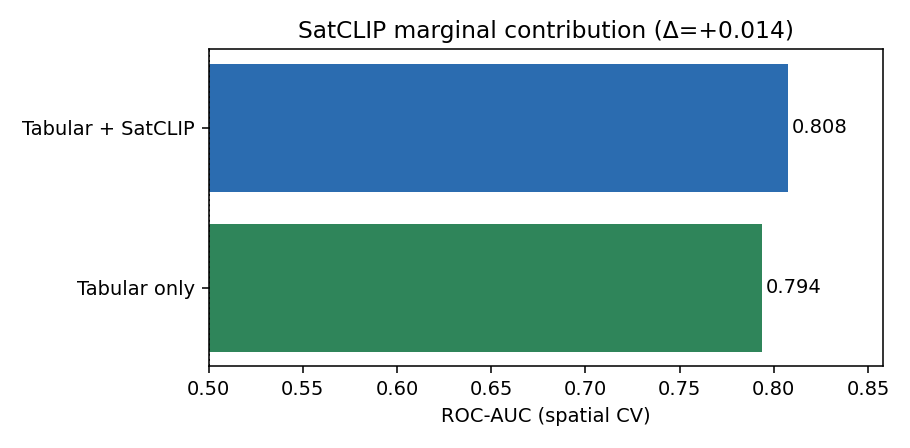 SatCLIP marginal contribution (Δ=+0.014)
Tabular + SatCLIP
0.808
Tabular only
0.794
0.50 0.55 0.60 0.65 0.70 0.75 0.80 0.85
ROC-AUC (spatial CV)